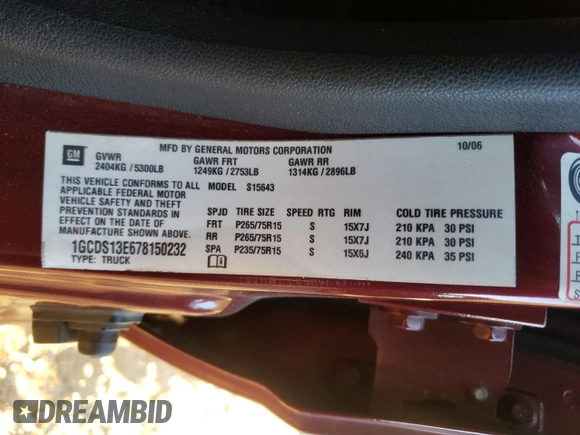 MFD BY GENERAL MOTORS CORPORATION 10/06
GM GVWR GAWR FRT GAWR RR
2404KG / 5300LB 1249KG / 2753LB 1314KG / 2896LB
THIS VEHICLE CONFORMS TO ALL MODEL S15643
APPLICABLE FEDERAL MOTOR
VEHICLE SAFETY AND THEFT
PREVENTION STANDARDS IN SPJD TIRE SIZE SPEED RTG RIM COLD TIRE PRESSURE
EFFECT ON THE DATE OF FRT P265/75R15 S 15X7J 210 KPA 30 PSI
MANUFACTURE SHOWN ABOVE. RR P265/75R15 S 15X7J 210 KPA 30 PSI
1GCDS13E678150232 SPA P235/75R15 S 15X6J 240 KPA 35 PSI
TYPE: TRUCK
DREAMBID